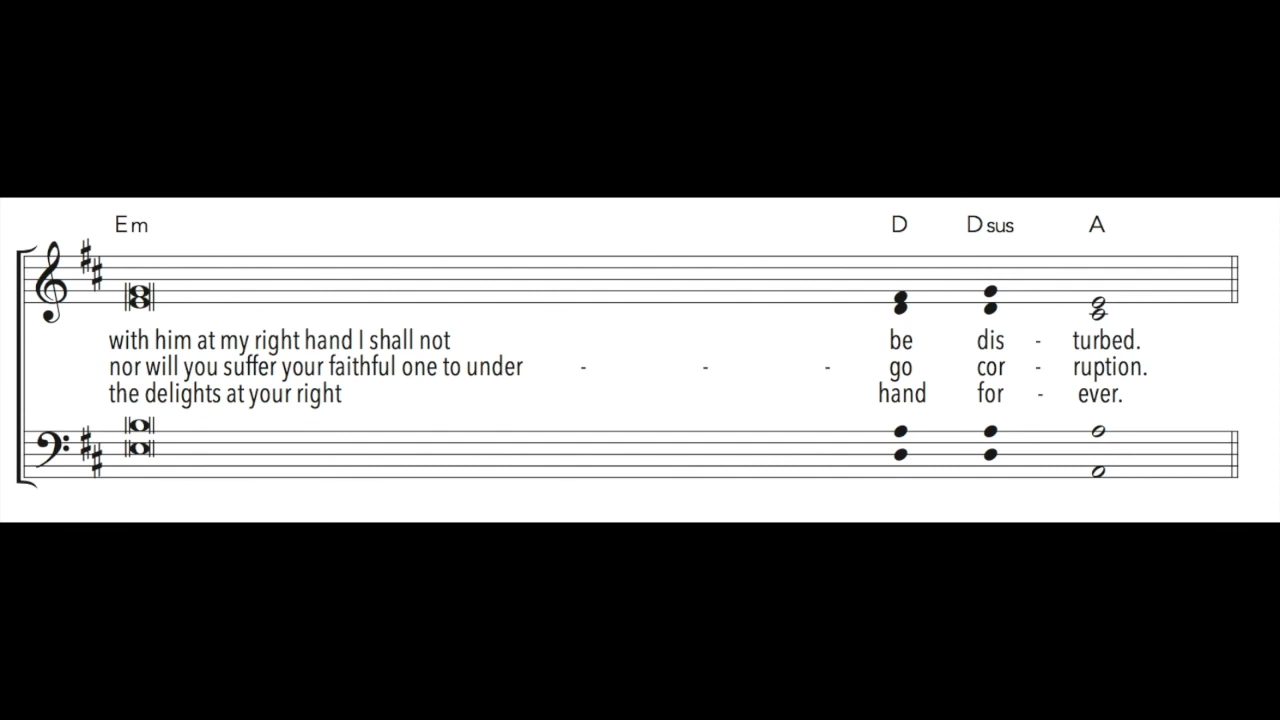 Em D Dsus A
with him at my right hand I shall not be dis - turbed.
nor will you suffer your faithful one to under - - - go cor - ruption.
the delights at your right hand for - ever.